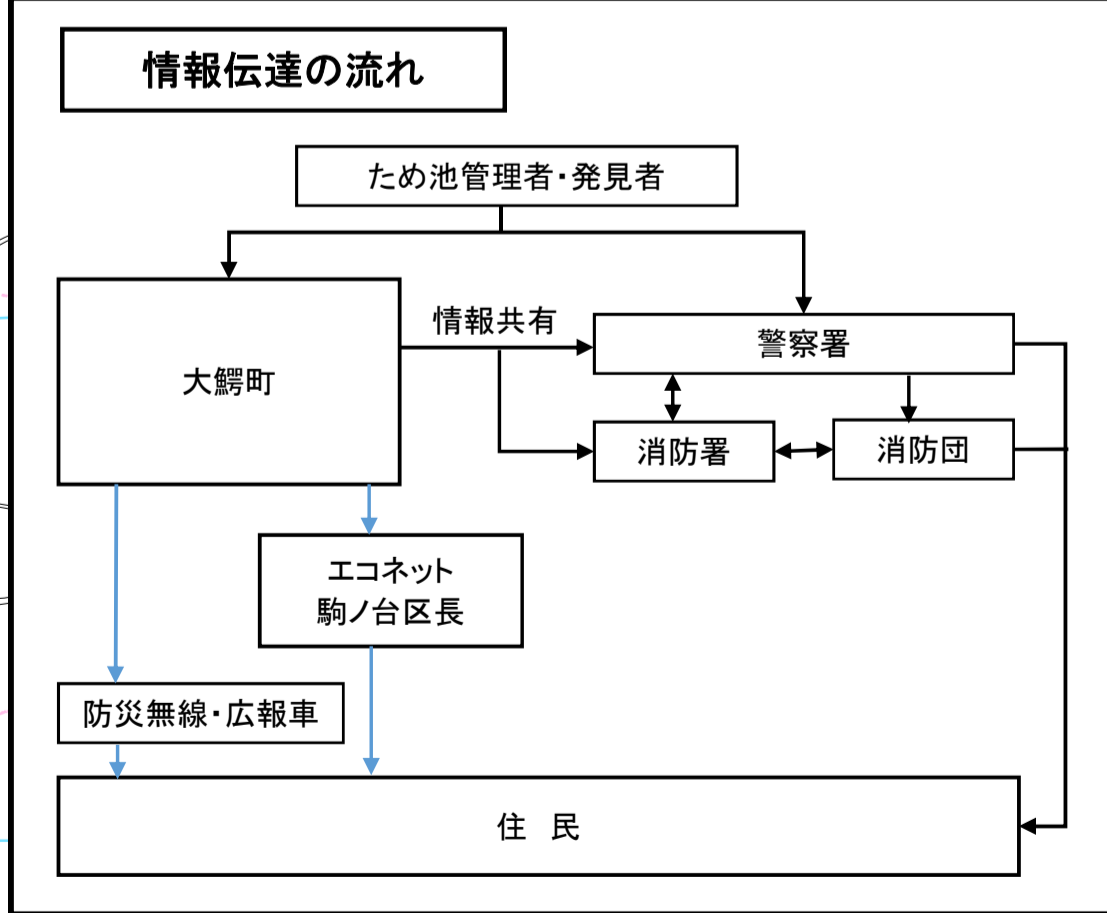 情報伝達の流れ
ため池管理者・発見者
大鰐町
情報共有
警察署
消防署
消防団
エコネット
駒ノ台区長
防災無線・広報車
住　民